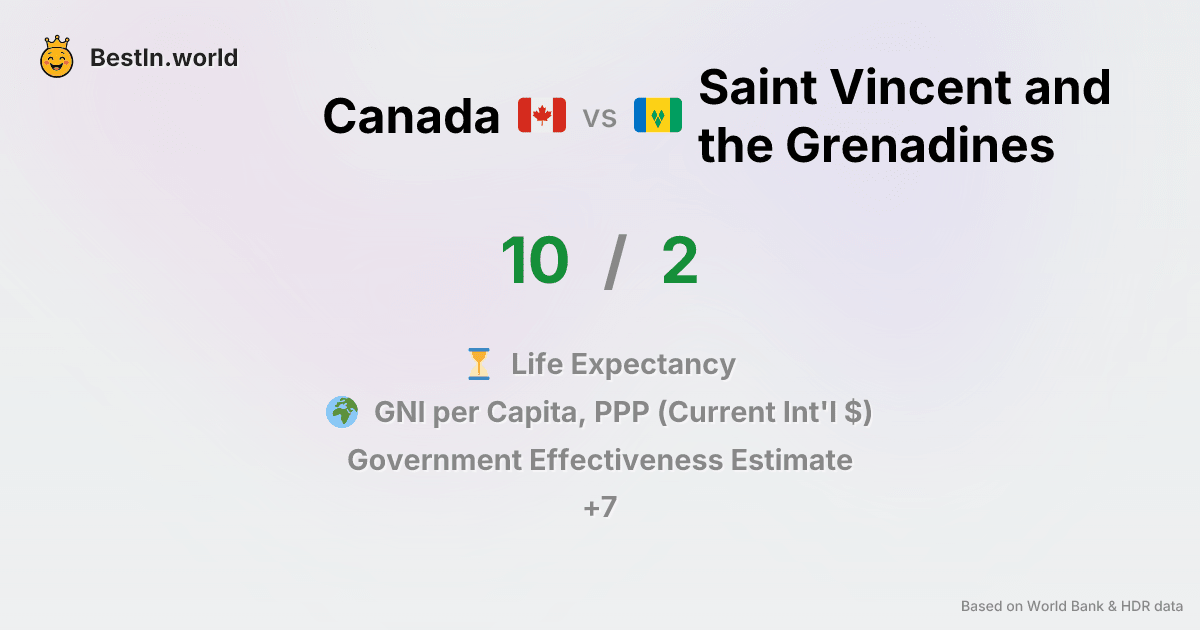 BestIn.world
Canada vs Saint Vincent and
the Grenadines
10 / 2
Life Expectancy
GNI per Capita, PPP (Current Int'l $)
Government Effectiveness Estimate
+7
Based on World Bank & HDR data